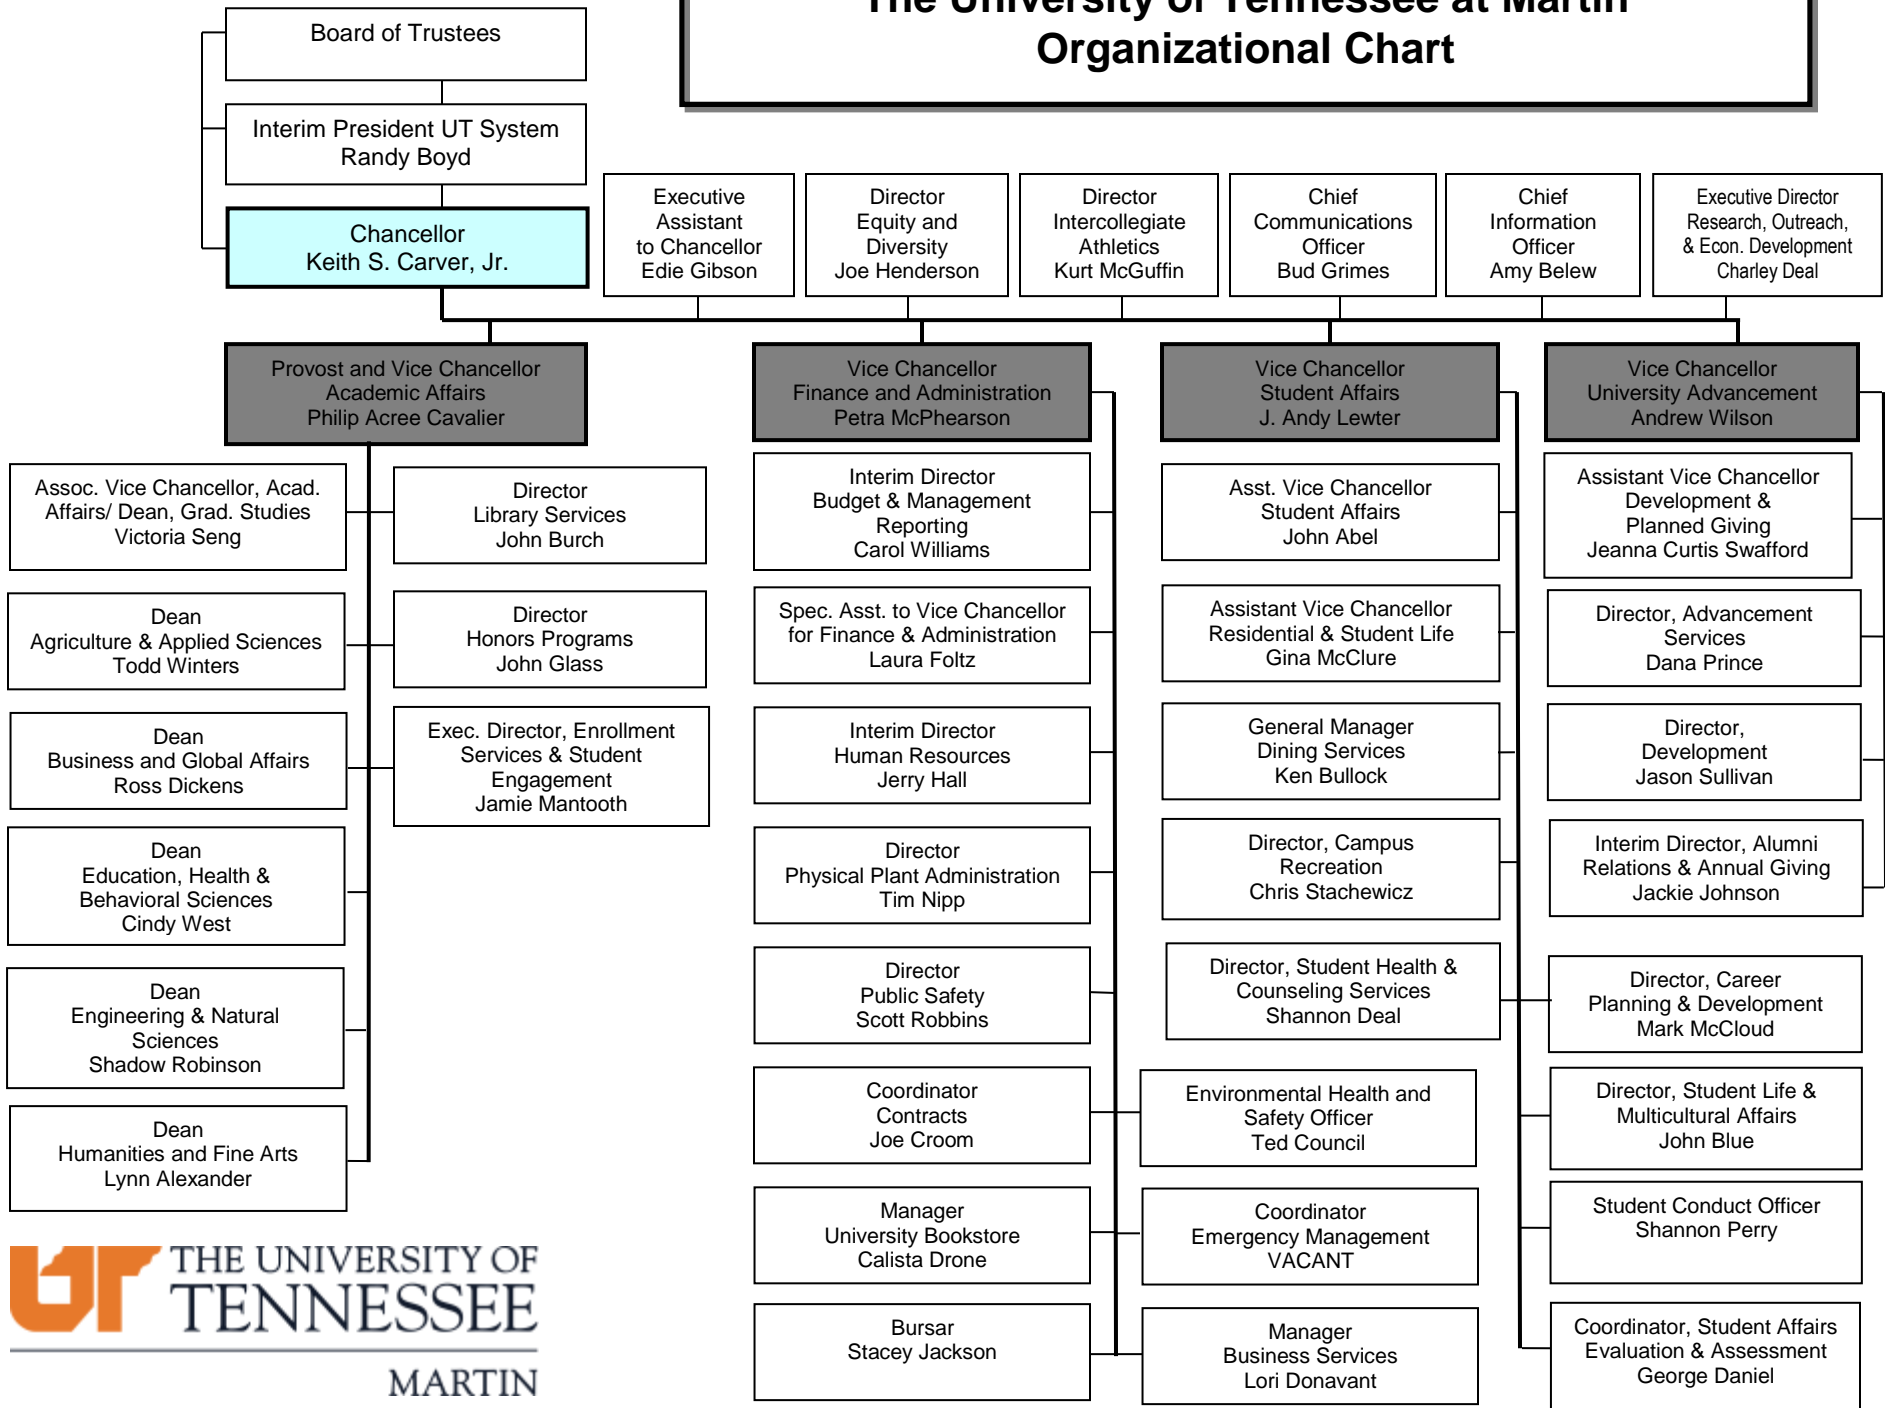 The University of Tennessee at Martin
Organizational Chart
Board of Trustees
Interim President UT System
Randy Boyd
Chancellor
Keith S. Carver, Jr.
Executive
Assistant
to Chancellor
Edie Gibson
Director
Equity and
Diversity
Joe Henderson
Director
Intercollegiate
Athletics
Kurt McGuffin
Chief
Communications
Officer
Bud Grimes
Chief
Information
Officer
Amy Belew
Executive Director
Research, Outreach,
& Econ. Development
Charley Deal
Provost and Vice Chancellor
Academic Affairs
Philip Acree Cavalier
Vice Chancellor
Finance and Administration
Petra McPhearson
Vice Chancellor
Student Affairs
J. Andy Lewter
Vice Chancellor
University Advancement
Andrew Wilson
Assoc. Vice Chancellor, Acad.
Affairs/ Dean, Grad. Studies
Victoria Seng
Dean
Agriculture & Applied Sciences
Todd Winters
Dean
Business and Global Affairs
Ross Dickens
Dean
Education, Health &
Behavioral Sciences
Cindy West
Dean
Engineering & Natural
Sciences
Shadow Robinson
Dean
Humanities and Fine Arts
Lynn Alexander
Director
Library Services
John Burch
Director
Honors Programs
John Glass
Exec. Director, Enrollment
Services & Student
Engagement
Jamie Mantooth
Interim Director
Budget & Management
Reporting
Carol Williams
Spec. Asst. to Vice Chancellor
for Finance & Administration
Laura Foltz
Interim Director
Human Resources
Jerry Hall
Director
Physical Plant Administration
Tim Nipp
Director
Public Safety
Scott Robbins
Coordinator
Contracts
Joe Croom
Manager
University Bookstore
Calista Drone
Bursar
Stacey Jackson
Environmental Health and
Safety Officer
Ted Council
Coordinator
Emergency Management
VACANT
Manager
Business Services
Lori Donavant
Asst. Vice Chancellor
Student Affairs
John Abel
Assistant Vice Chancellor
Residential & Student Life
Gina McClure
General Manager
Dining Services
Ken Bullock
Director, Campus
Recreation
Chris Stachewicz
Director, Student Health &
Counseling Services
Shannon Deal
Director, Career
Planning & Development
Mark McCloud
Director, Student Life &
Multicultural Affairs
John Blue
Student Conduct Officer
Shannon Perry
Coordinator, Student Affairs
Evaluation & Assessment
George Daniel
Assistant Vice Chancellor
Development &
Planned Giving
Jeanna Curtis Swafford
Director, Advancement
Services
Dana Prince
Director,
Development
Jason Sullivan
Interim Director, Alumni
Relations & Annual Giving
Jackie Johnson
UT
THE UNIVERSITY OF
TENNESSEE
MARTIN